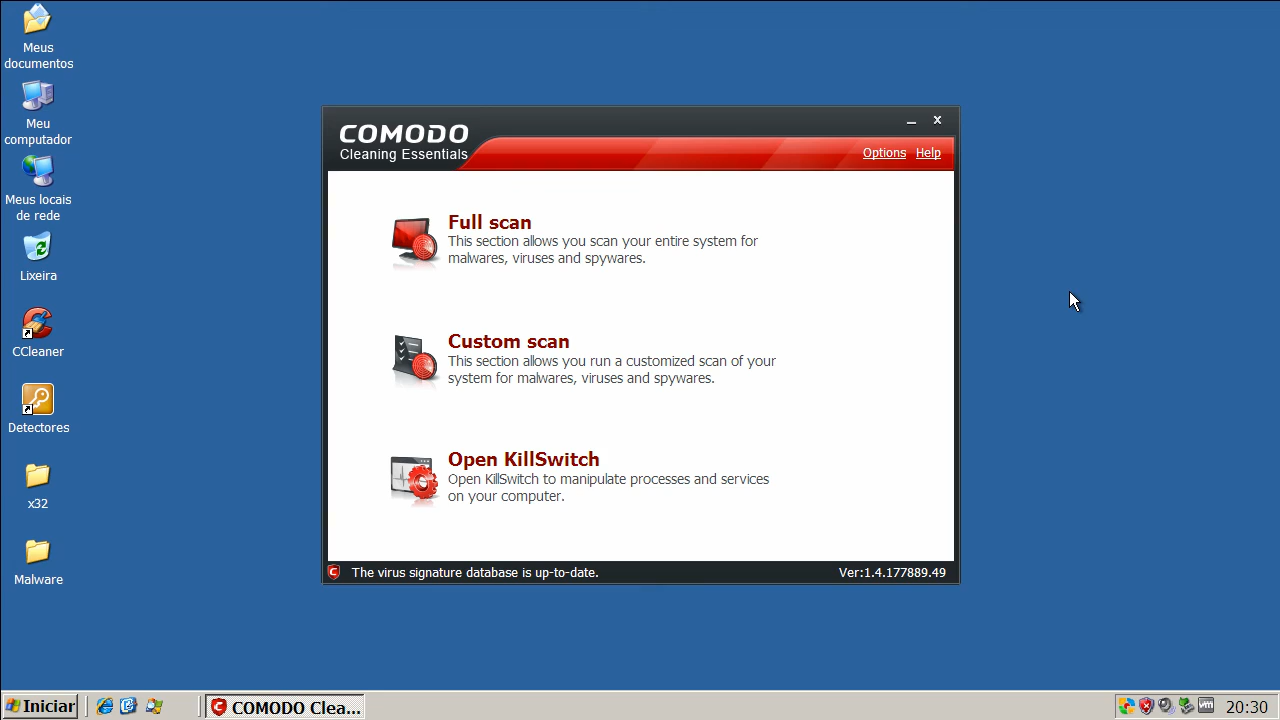 Meus
documentos
Meu
computador
Meus locais
de rede
Lixeira
CCleaner
Detectores
x32
Malware
COMODO
Cleaning Essentials
Options Help
Full scan
This section allows you scan your entire system for
malwares, viruses and spywares.
Custom scan
This section allows you run a customized scan of your
system for malwares, viruses and spywares.
Open KillSwitch
Open KillSwitch to manipulate processes and services
on your computer.
The virus signature database is up-to-date. Ver:1.4.177889.49
Iniciar COMODO Clea... 20:30